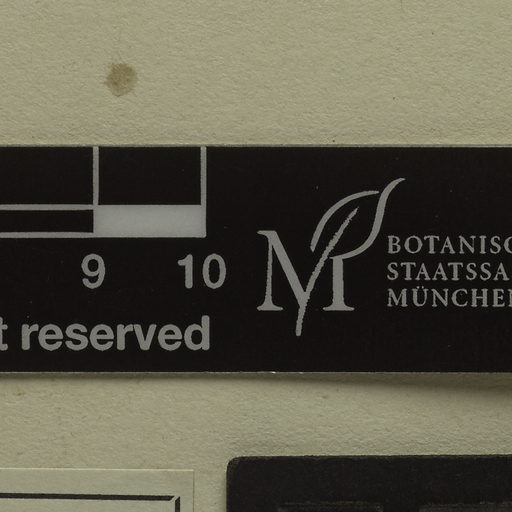 9 10
t reserved
M
BOTANISC
STAATSSA
MÜNCHEN